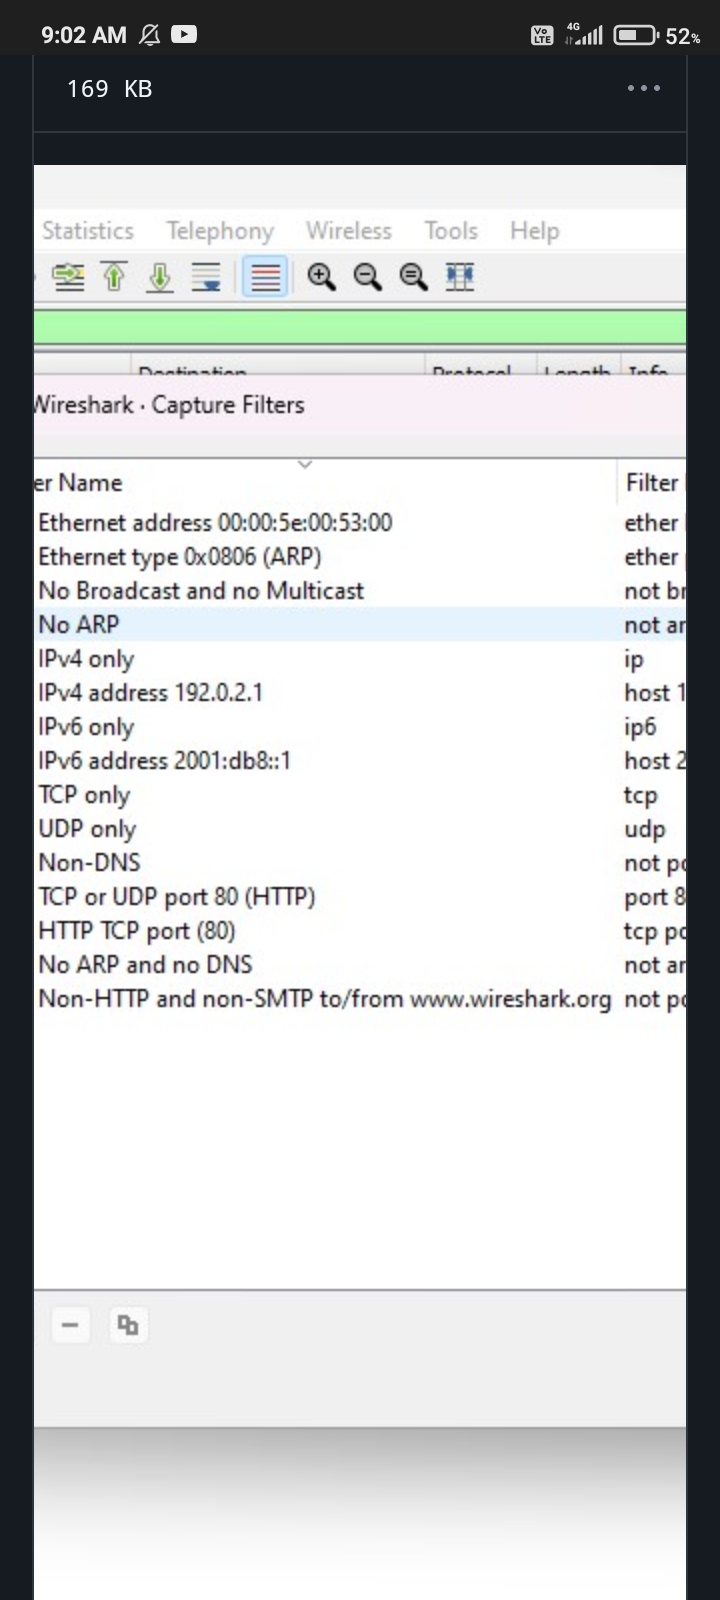 9:02 AM 4G 52%
169 KB
Statistics Telephony Wireless Tools Help
Destination Protocol Length Info
Wireshark · Capture Filters
er Name Filter
Ethernet address 00:00:5e:00:53:00 ether
Ethernet type 0x0806 (ARP) ether
No Broadcast and no Multicast not br
No ARP not ar
IPv4 only ip
IPv4 address 192.0.2.1 host 1
IPv6 only ip6
IPv6 address 2001:db8::1 host 2
TCP only tcp
UDP only udp
Non-DNS not po
TCP or UDP port 80 (HTTP) port 8
HTTP TCP port (80) tcp po
No ARP and no DNS not ar
Non-HTTP and non-SMTP to/from www.wireshark.org not po